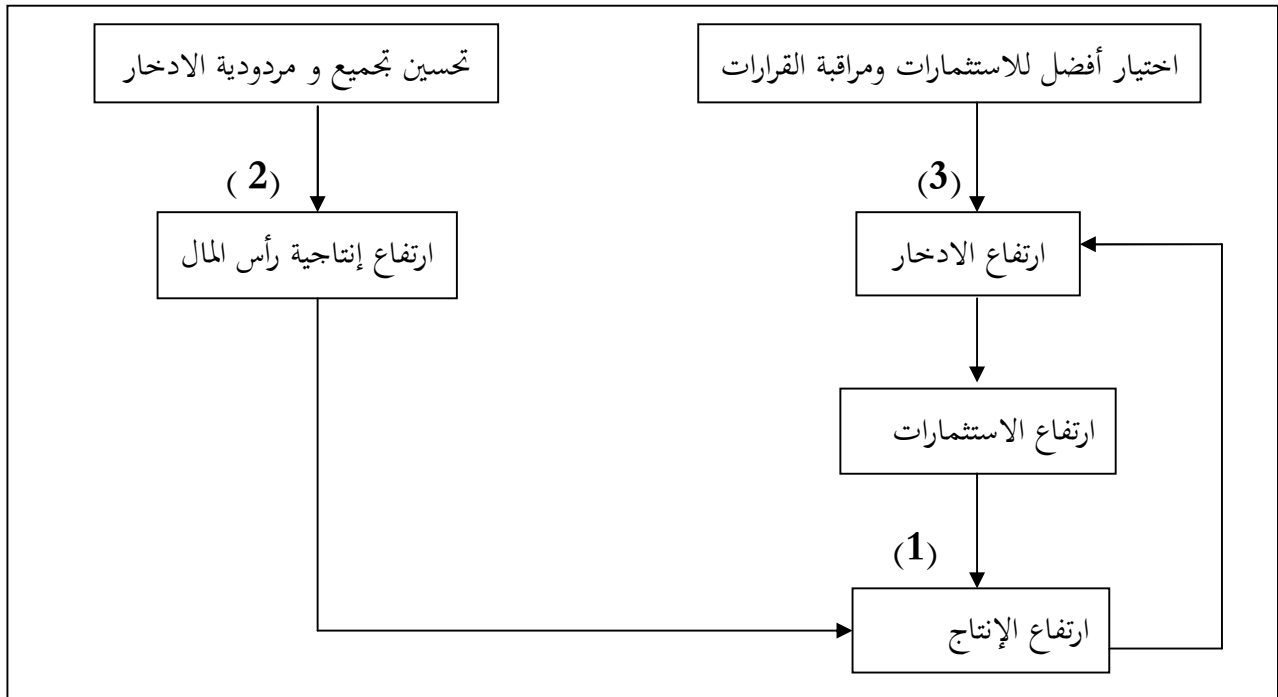 اختيار أفضل للاستثمارات ومراقبة القرارات
تحسين تجميع و مردودية الادخار
(3)
( 2)
ارتفاع الادخار
ارتفاع إنتاجية رأس المال
ارتفاع الاستثمارات
(1)
ارتفاع الإنتاج